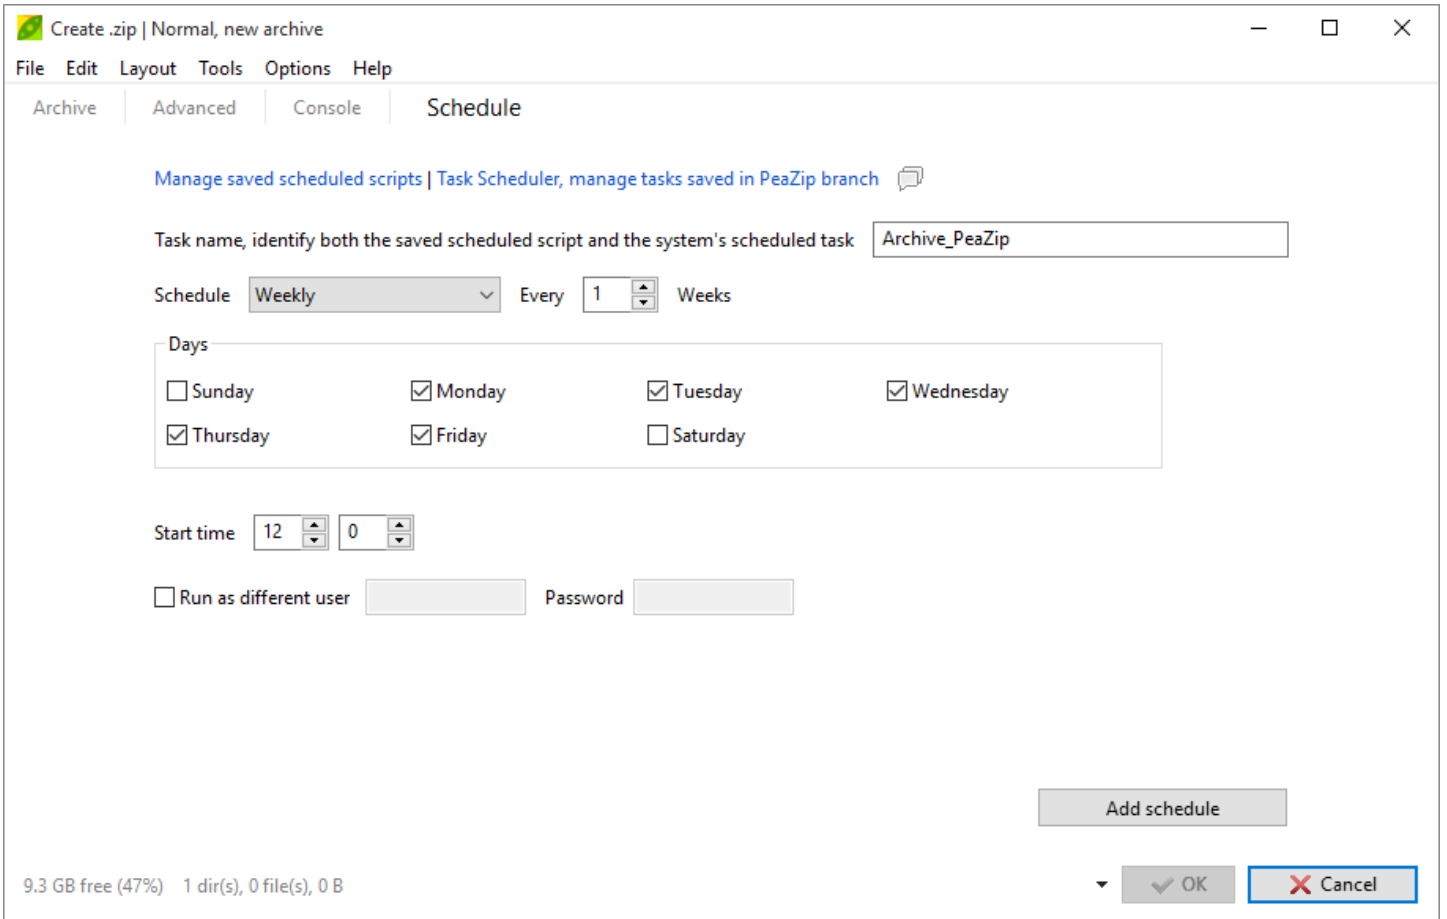 Create .zip | Normal, new archive
File Edit Layout Tools Options Help
Archive Advanced Console Schedule
Manage saved scheduled scripts | Task Scheduler, manage tasks saved in PeaZip branch
Task name, identify both the saved scheduled script and the system's scheduled task Archive_PeaZip
Schedule Weekly Every 1 Weeks
Days
Sunday Monday Tuesday Wednesday
Thursday Friday Saturday
Start time 12 0
Run as different user Password
Add schedule
9.3 GB free (47%) 1 dir(s), 0 file(s), 0 B OK Cancel